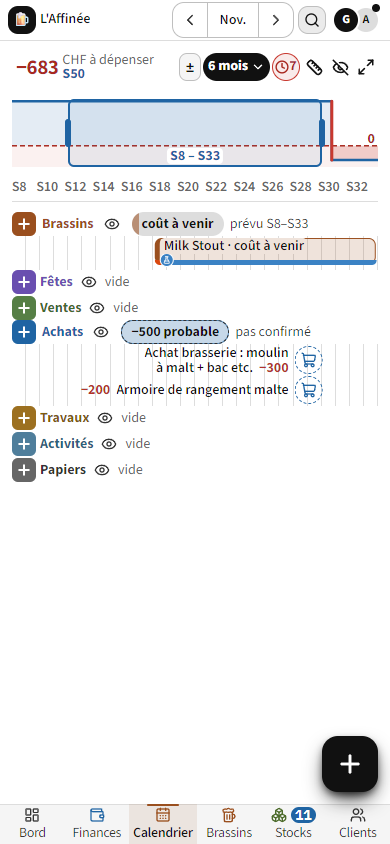 L'Affinée
Nov.
G
A
−683 CHF à dépenser
S50
±
6 mois
7
0
S8 – S33
S8 S10 S12 S14 S16 S18 S20 S22 S24 S26 S28 S30 S32
Brassins coût à venir prévu S8–S33
Milk Stout · coût à venir
Fêtes vide
Ventes vide
Achats −500 probable pas confirmé
Achat brasserie : moulin
à malt + bac etc. −300
−200 Armoire de rangement malte
Travaux vide
Activités vide
Papiers vide
11
Bord Finances Calendrier Brassins Stocks Clients